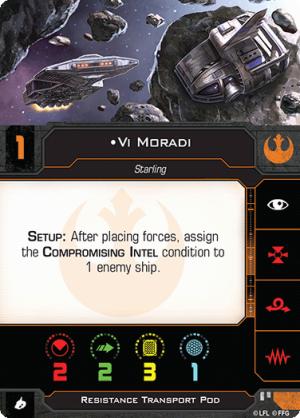 •Vi Moradi
1
Starling
Setup: After placing forces, assign
the Compromising Intel condition to
1 enemy ship.
2 2 3 1
Resistance Transport Pod
©LFL ©FFG